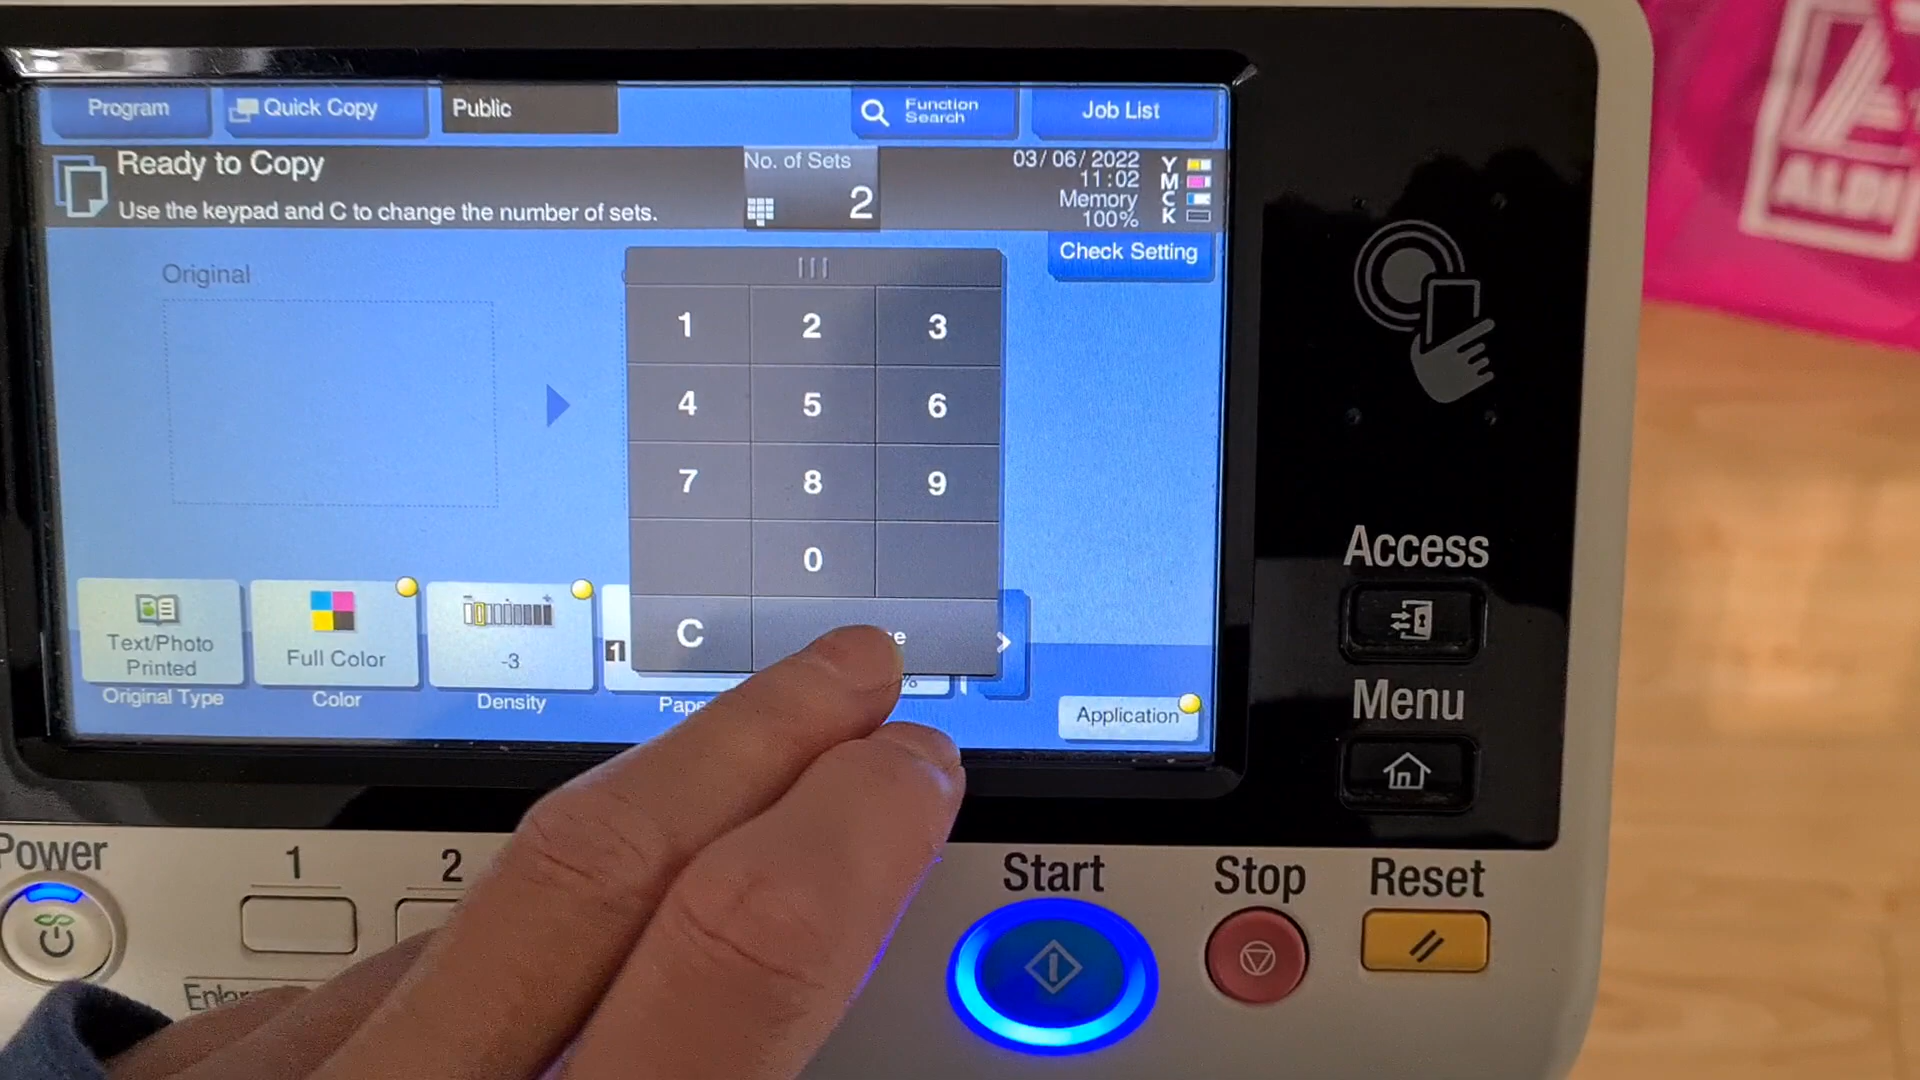 Program
Quick Copy
Public
Function
Search
Job List
Ready to Copy
Use the keypad and C to change the number of sets.
No. of Sets
2
03/06/2022
11:02
Memory
100%
Y
M
C
K
Check Setting
Original
1 2 3
4 5 6
7 8 9
0
C
Text/Photo
Printed
Original Type
Full Color
Color
-3
Density
1
%
Application
Access
Menu
Power
1
2
Start
Stop
Reset
ALDI